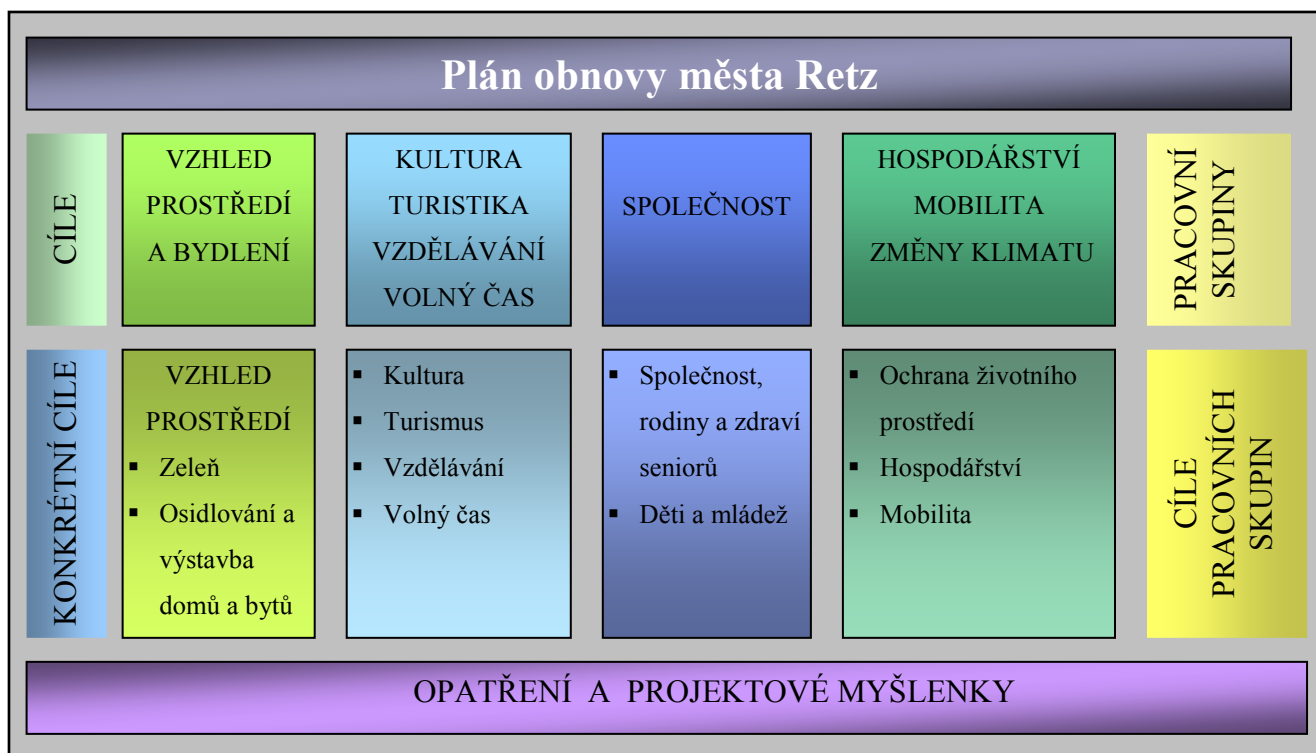 Plán obnovy města Retz
CÍLE
VZHLED
PROSTŘEDÍ
A BYDLENÍ
KULTURA
TURISTIKA
VZDĚLÁVÁNÍ
VOLNÝ ČAS
SPOLEČNOST
HOSPODÁŘSTVÍ
MOBILITA
ZMĚNY KLIMATU
PRACOVNÍ
SKUPINY
KONKRÉTNÍ CÍLE
VZHLED
PROSTŘEDÍ
▪ Zeleň
▪ Osidlování a
výstavba
domů a bytů
▪ Kultura
▪ Turismus
▪ Vzdělávání
▪ Volný čas
▪ Společnost,
rodiny a zdraví
seniorů
▪ Děti a mládež
▪ Ochrana životního
prostředí
▪ Hospodářství
▪ Mobilita
CÍLE
PRACOVNÍCH
SKUPIN
OPATŘENÍ A PROJEKTOVÉ MYŠLENKY